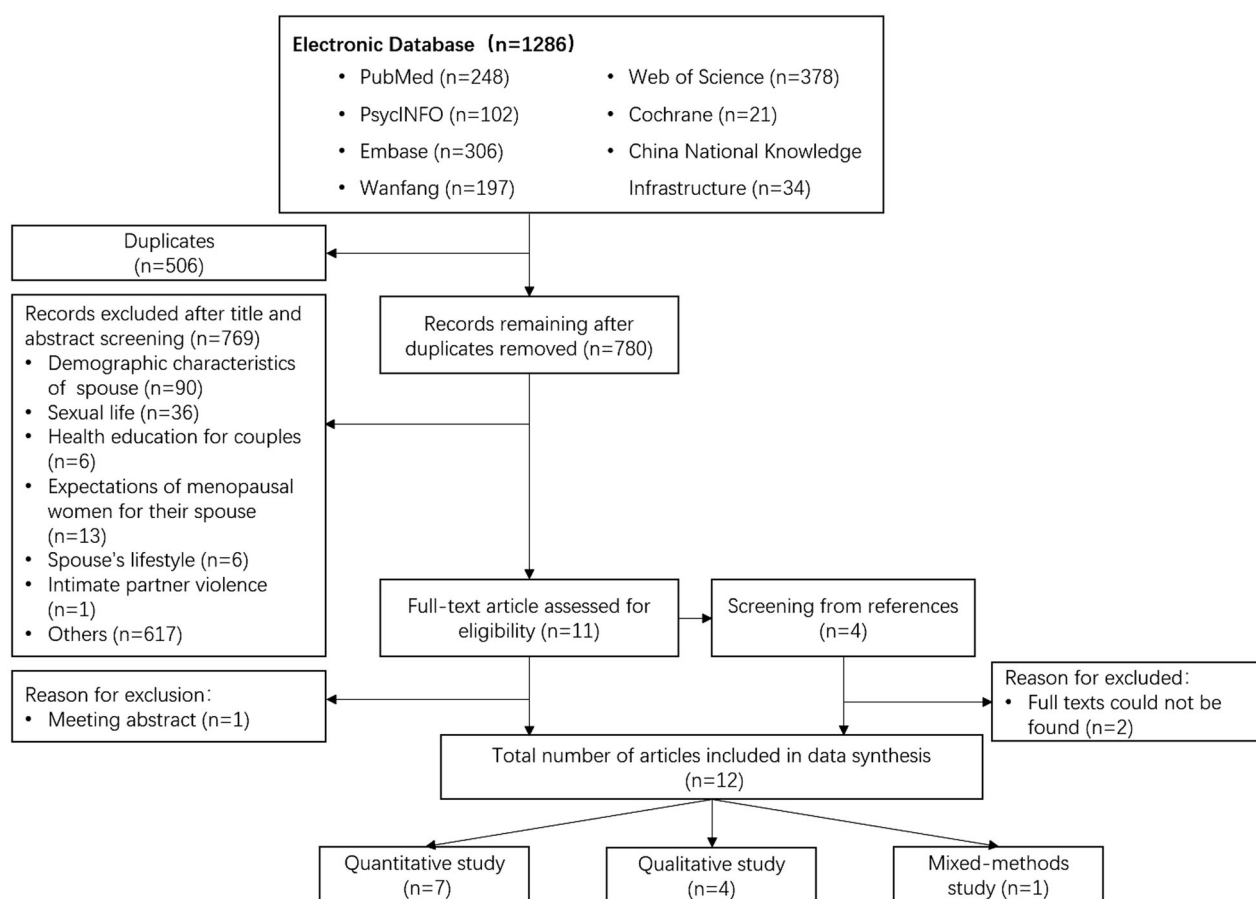 Electronic Database (n=1286)
• PubMed (n=248)
• PsycINFO (n=102)
• Embase (n=306)
• Wanfang (n=197)
• Web of Science (n=378)
• Cochrane (n=21)
• China National Knowledge
Infrastructure (n=34)
Duplicates
(n=506)
Records remaining after
duplicates removed (n=780)
Records excluded after title and
abstract screening (n=769)
• Demographic characteristics
of spouse (n=90)
• Sexual life (n=36)
• Health education for couples
(n=6)
• Expectations of menopausal
women for their spouse
(n=13)
• Spouse's lifestyle (n=6)
• Intimate partner violence
(n=1)
• Others (n=617)
Full-text article assessed for
eligibility (n=11)
Screening from references
(n=4)
Reason for exclusion:
• Meeting abstract (n=1)
Reason for excluded:
• Full texts could not be
found (n=2)
Total number of articles included in data synthesis
(n=12)
Quantitative study
(n=7)
Qualitative study
(n=4)
Mixed-methods
study (n=1)